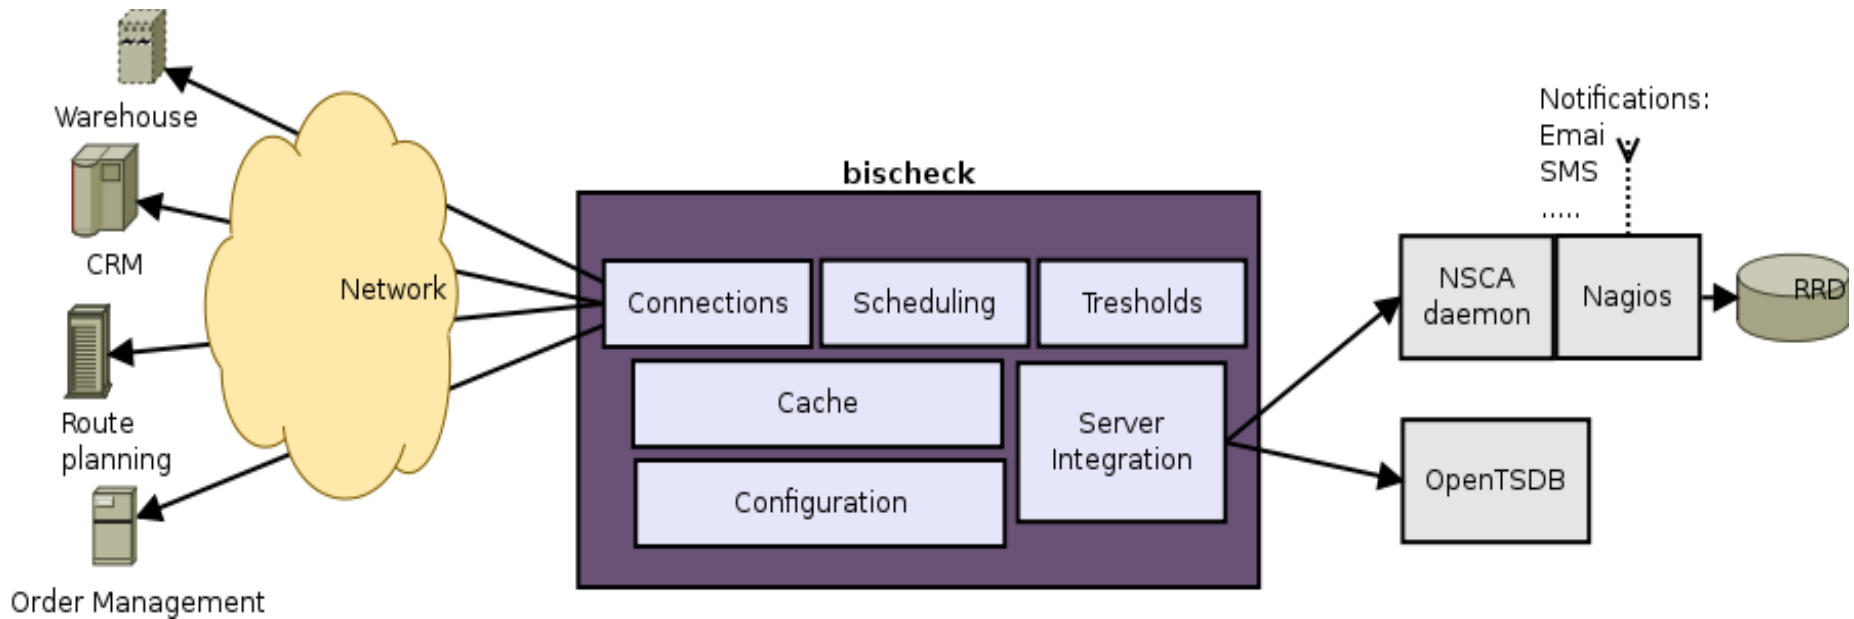 Warehouse
CRM
Route
planning
Order Management
Network
bischeck
Connections
Scheduling
Tresholds
Cache
Server
Integration
Configuration
Notifications:
Emai
SMS
.....
NSCA
daemon
Nagios
RRD
OpenTSDB